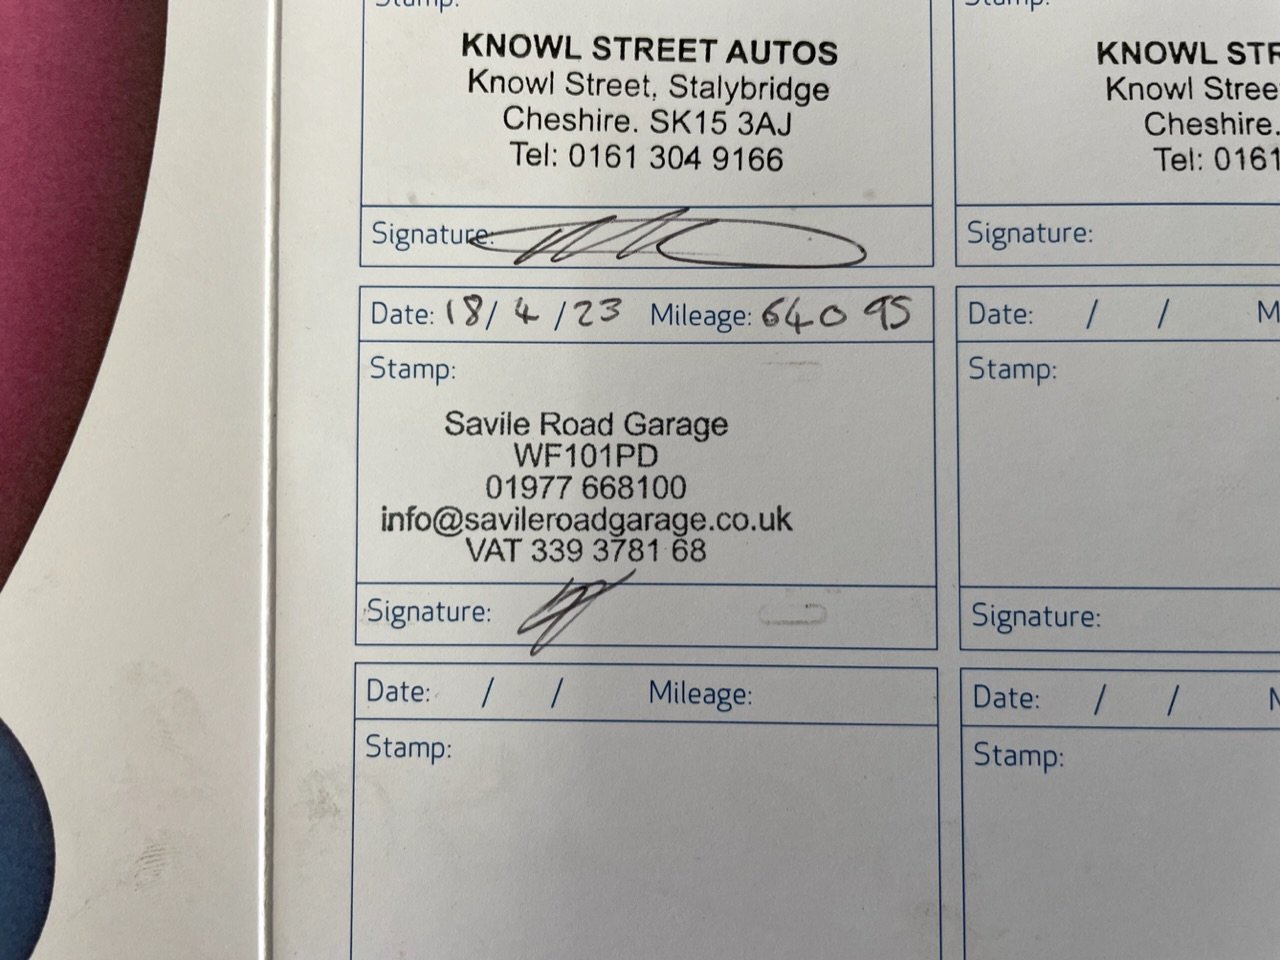 Stamp:
Stamp:
KNOWL STREET AUTOS
Knowl Street, Stalybridge
Cheshire. SK15 3AJ
Tel: 0161 304 9166
Signature:
KNOWL STR
Knowl Stree
Cheshire.
Tel: 0161
Signature:
Date: 18/ 4 /23 Mileage: 64095
Stamp:
Savile Road Garage
WF101PD
01977 668100
info@savileroadgarage.co.uk
VAT 339 3781 68
Signature:
Date: / / M
Stamp:
Signature:
Date: / / Mileage:
Stamp:
Date: / / M
Stamp: